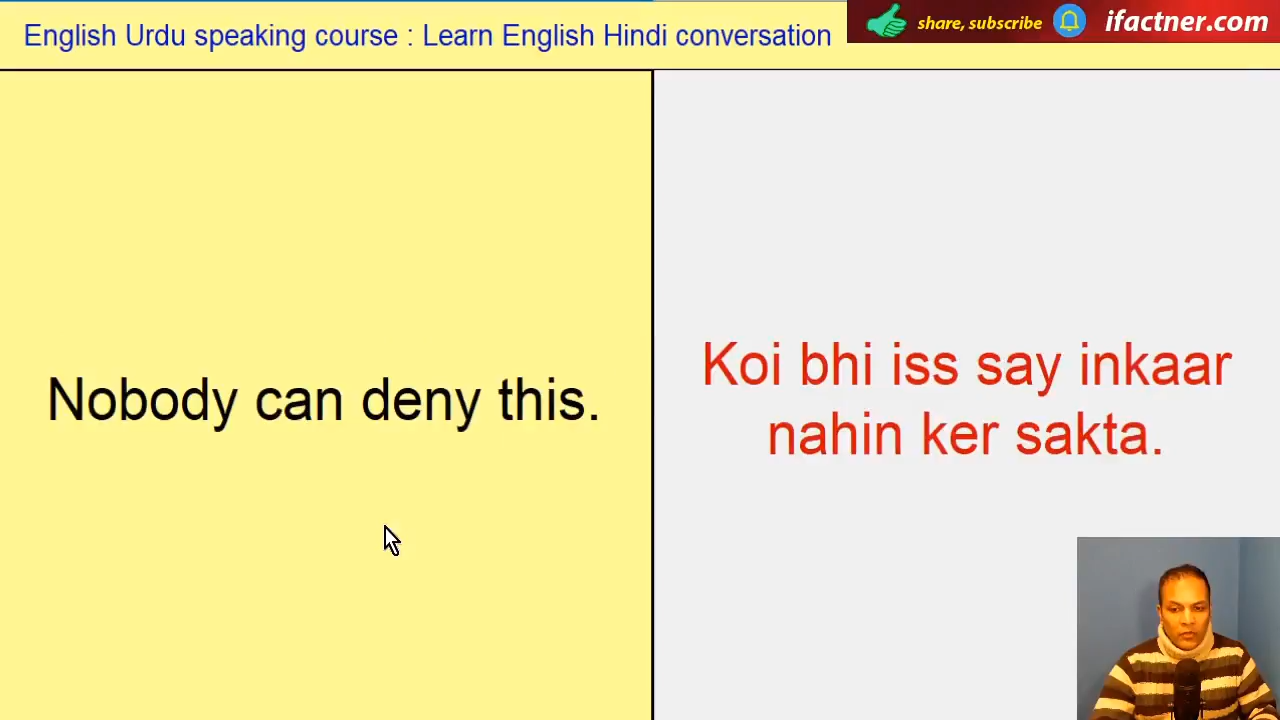 English Urdu speaking course : Learn English Hindi conversation
share, subscribe
ifactner.com
Nobody can deny this.
Koi bhi iss say inkaar
nahin ker sakta.